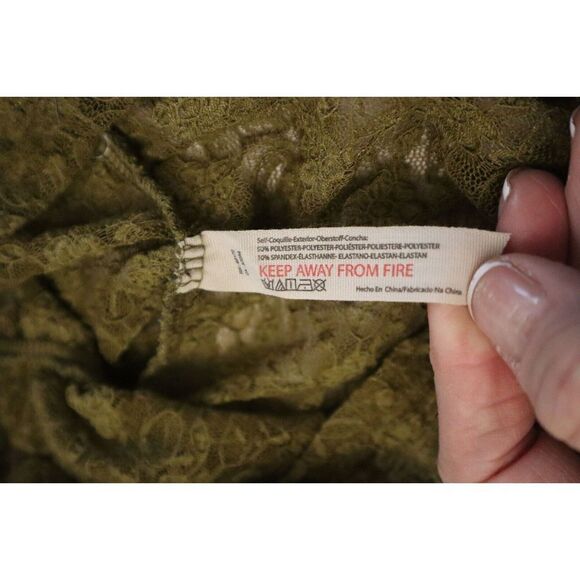 Self-Coquille-Exterior-Oberstoff-Concha:
90% POLYESTER-POLYESTER-POLIÉSTER-POLIESTERE-POLYESTER
10% SPANDEX-ÉLASTHANNE- ELASTANO-ELASTAN-ELASTAN
KEEP AWAY FROM FIRE
Hecho En China/Fabricado Na China